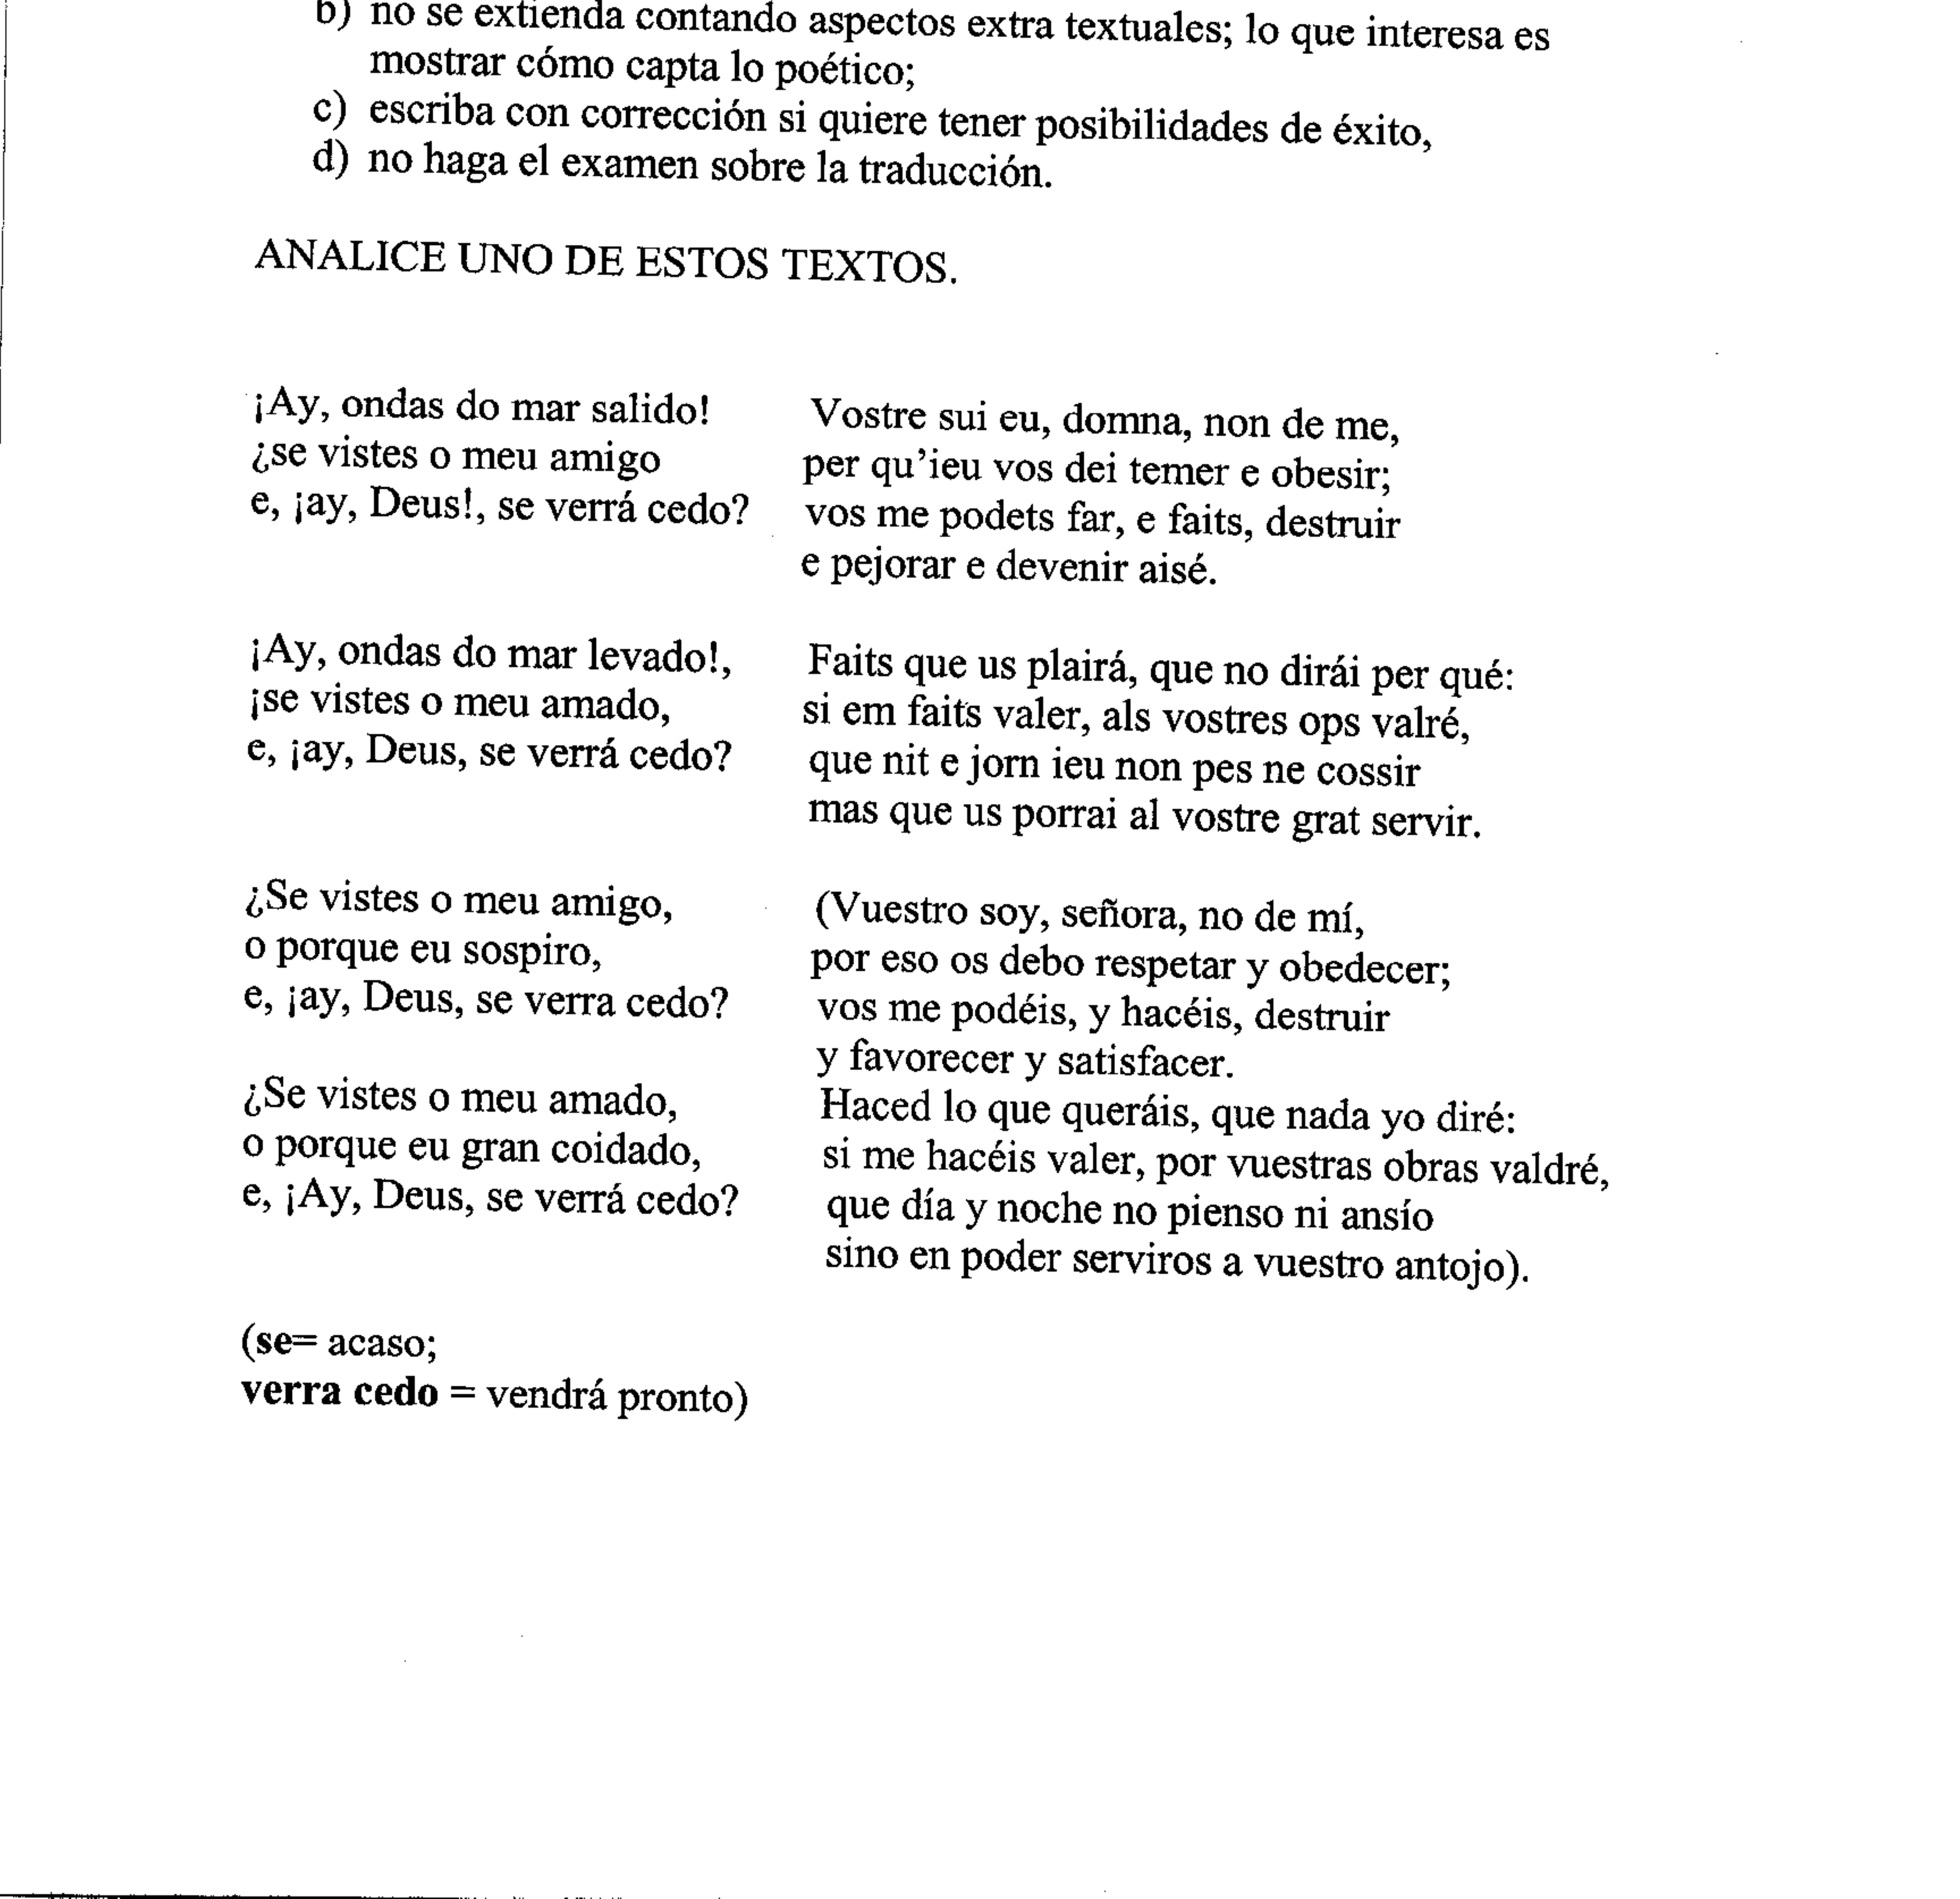 b) no se extienda contando aspectos extra textuales; lo que interesa es
mostrar cómo capta lo poético;
c) escriba con corrección si quiere tener posibilidades de éxito,
d) no haga el examen sobre la traducción.
ANALICE UNO DE ESTOS TEXTOS.
¡Ay, ondas do mar salido!
¿se vistes o meu amigo
e, ¡ay, Deus!, se verrá cedo?
¡Ay, ondas do mar levado!,
¡se vistes o meu amado,
e, ¡ay, Deus, se verrá cedo?
¿Se vistes o meu amigo,
o porque eu sospiro,
e, ¡ay, Deus, se verra cedo?
¿Se vistes o meu amado,
o porque eu gran coidado,
e, ¡Ay, Deus, se verrá cedo?
(se= acaso;
verra cedo = vendrá pronto)
Vostre sui eu, domna, non de me,
per qu'ieu vos dei temer e obesir;
vos me podets far, e faits, destruir
e pejorar e devenir aisé.
Faits que us plairá, que no dirái per qué:
si em faits valer, als vostres ops valré,
que nit e jorn ieu non pes ne cossir
mas que us porrai al vostre grat servir.
(Vuestro soy, señora, no de mí,
por eso os debo respetar y obedecer;
vos me podéis, y hacéis, destruir
y favorecer y satisfacer.
Haced lo que queráis, que nada yo diré:
si me hacéis valer, por vuestras obras valdré,
que día y noche no pienso ni ansío
sino en poder serviros a vuestro antojo).